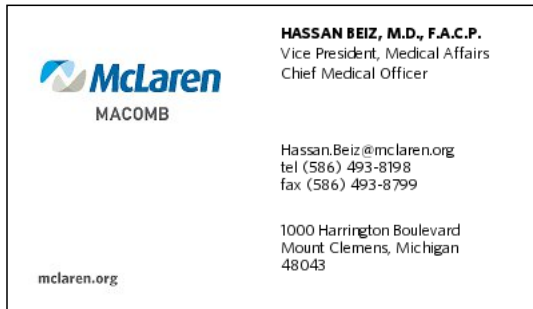 McLaren
MACOMB
mclaren.org
HASSAN BEIZ, M.D., F.A.C.P.
Vice President, Medical Affairs
Chief Medical Officer
Hassan.Beiz@mclaren.org
tel (586) 493-8198
fax (586) 493-8799
1000 Harrington Boulevard
Mount Clemens, Michigan
48043